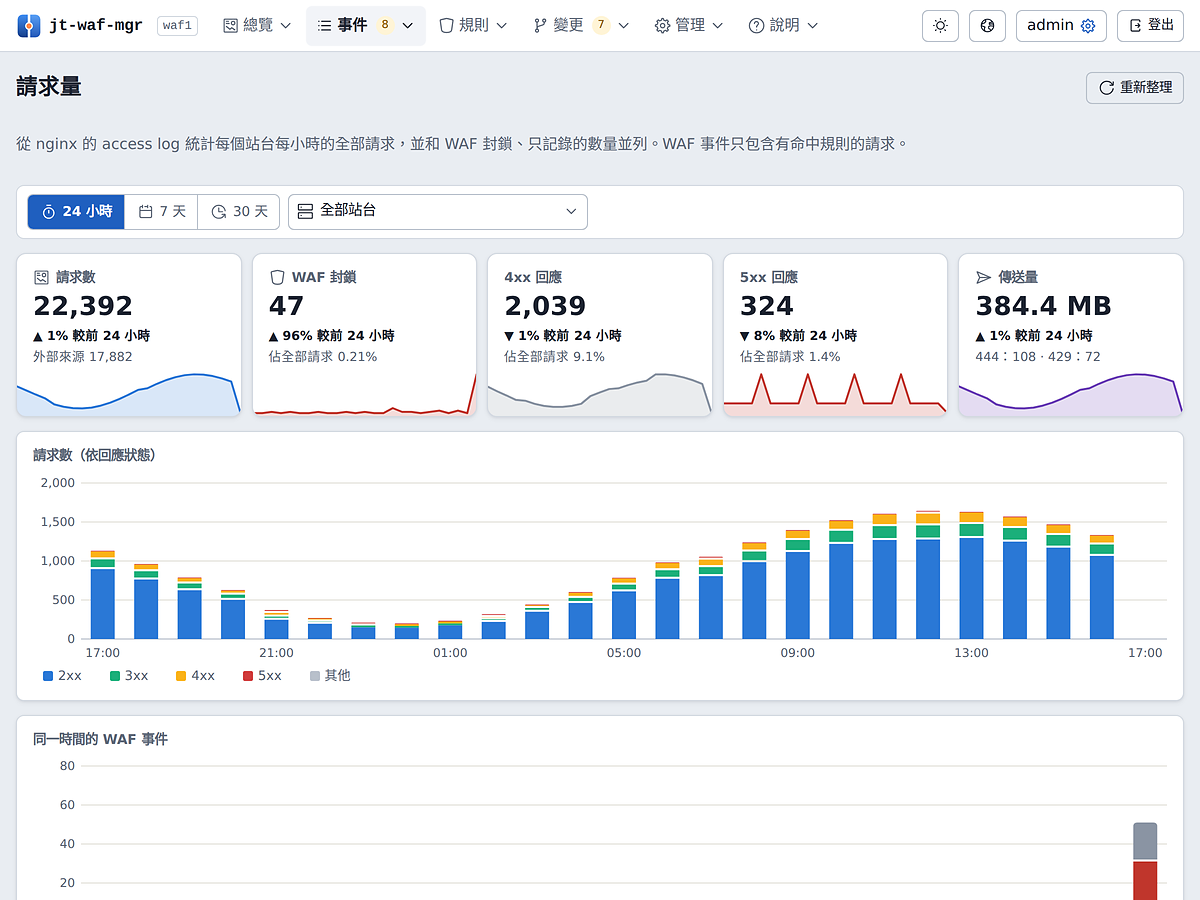 jt-waf-mgr waf1 總覽 事件 8 規則 變更 7 管理 說明 admin 登出
請求量
重新整理
從 nginx 的 access log 統計每個站台每小時的全部請求，並和 WAF 封鎖、只記錄的數量並列。WAF 事件只包含有命中規則的請求。
24 小時 7 天 30 天 全部站台
請求數
22,392
▲ 1% 較前 24 小時
外部來源 17,882
WAF 封鎖
47
▲ 96% 較前 24 小時
佔全部請求 0.21%
4xx 回應
2,039
▼ 1% 較前 24 小時
佔全部請求 9.1%
5xx 回應
324
▼ 8% 較前 24 小時
佔全部請求 1.4%
傳送量
384.4 MB
▲ 1% 較前 24 小時
444：108 · 429：72
請求數（依回應狀態）
2,000
1,500
1,000
500
0
17:00 21:00 01:00 05:00 09:00 13:00 17:00
2xx 3xx 4xx 5xx 其他
同一時間的 WAF 事件
80
60
40
20